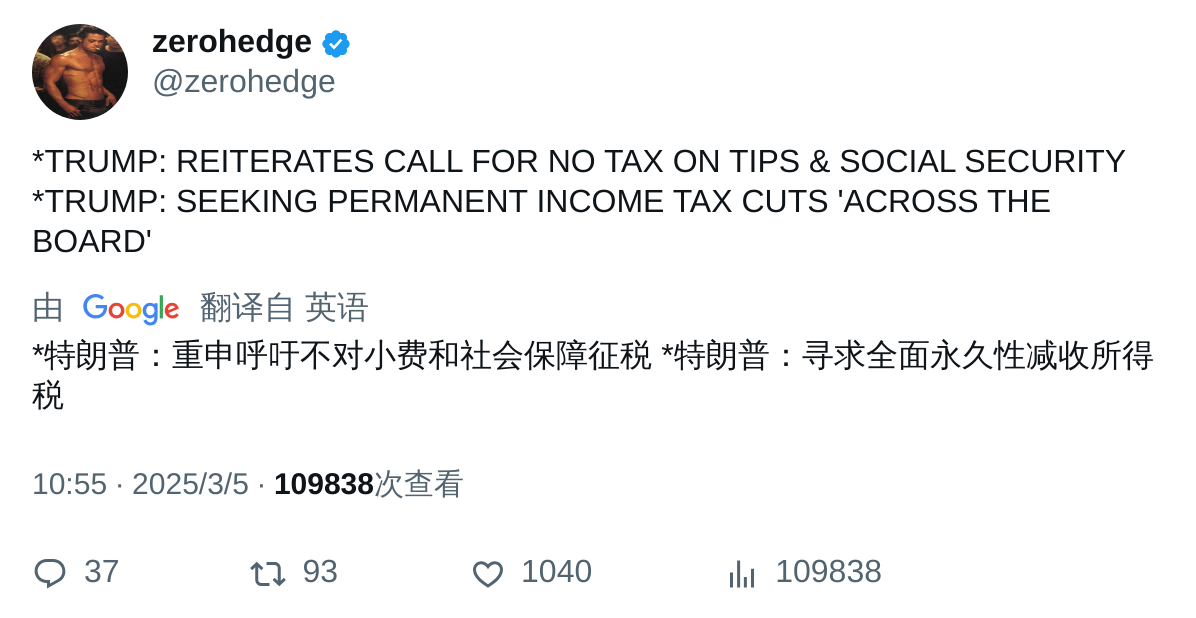 zerohedge
@zerohedge
*TRUMP: REITERATES CALL FOR NO TAX ON TIPS & SOCIAL SECURITY
*TRUMP: SEEKING PERMANENT INCOME TAX CUTS 'ACROSS THE
BOARD'
由 Google 翻译自 英语
*特朗普：重申呼吁不对小费和社会保障征税 *特朗普：寻求全面永久性减收所得
税
10:55 · 2025/3/5 · 109838次查看
37 93 1040 109838